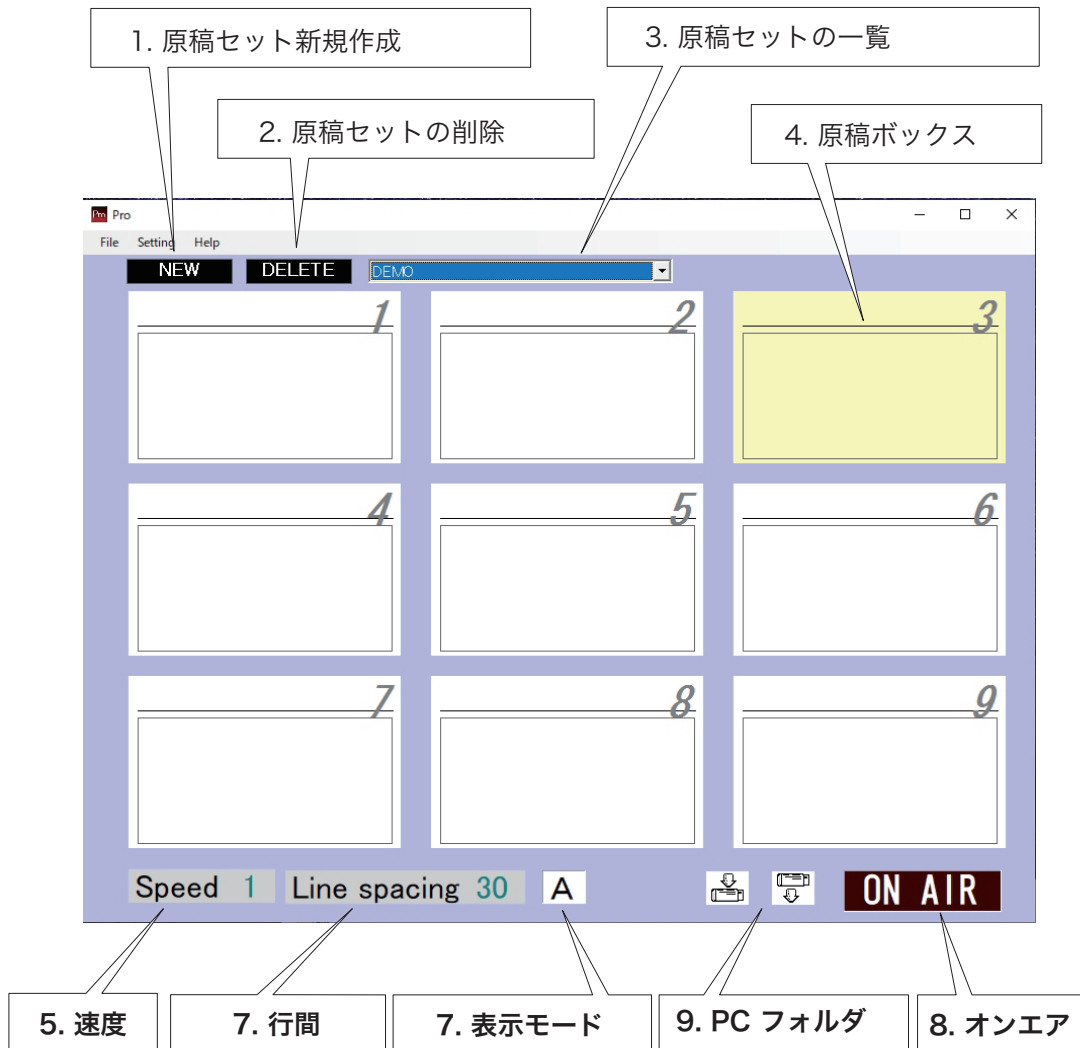 1. 原稿セット新規作成
3. 原稿セットの一覧
2. 原稿セットの削除
4. 原稿ボックス
Pm Pro
File Setting Help
NEW DELETE DEMO
1 2 3
4 5 6
7 8 9
Speed 1 Line spacing 30 A ON AIR
5. 速度 7. 行間 7. 表示モード 9. PC フォルダ 8. オンエア